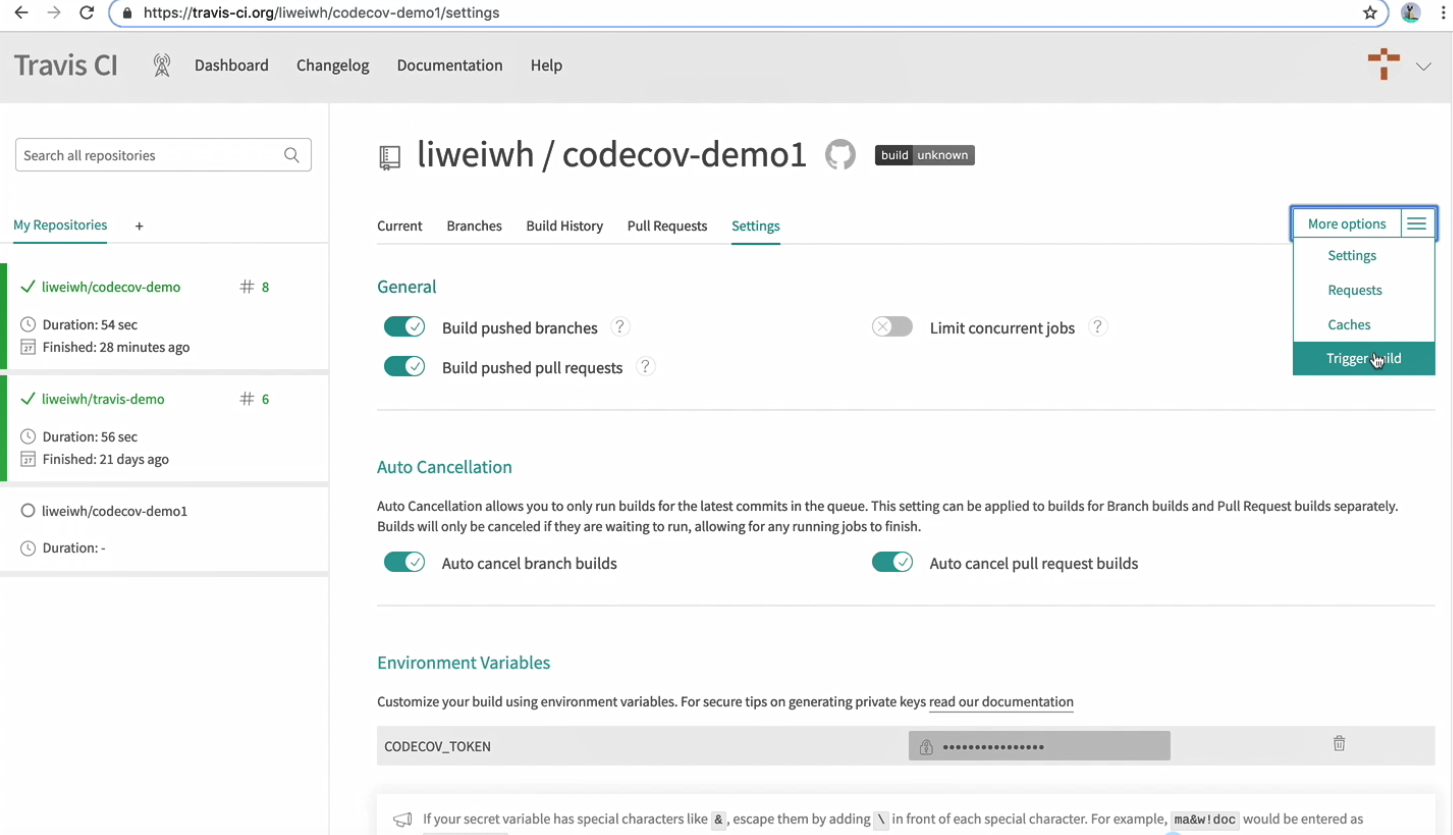 https://travis-ci.org/liweiwh/codecov-demo1/settings
Travis CI
Dashboard
Changelog
Documentation
Help
Search all repositories
My Repositories
+
liweiwh/codecov-demo
# 8
Duration: 54 sec
27
Finished: 28 minutes ago
liweiwh/travis-demo
# 6
Duration: 56 sec
27
Finished: 21 days ago
liweiwh/codecov-demo1
Duration: -
liweiwh / codecov-demo1
build unknown
Current
Branches
Build History
Pull Requests
Settings
More options
Settings
Requests
Caches
Trigger
General
Build pushed branches
?
Limit concurrent jobs
?
Build pushed pull requests
?
Auto Cancellation
Auto Cancellation allows you to only run builds for the latest commits in the queue. This setting can be applied to builds for Branch builds and Pull Request builds separately.
Builds will only be canceled if they are waiting to run, allowing for any running jobs to finish.
Auto cancel branch builds
Auto cancel pull request builds
Environment Variables
Customize your build using environment variables. For secure tips on generating private keys read our documentation
CODECOV_TOKEN
••••••••••••••••
If your secret variable has special characters like & , escape them by adding \ in front of each special character. For example, ma&w!doc would be entered as